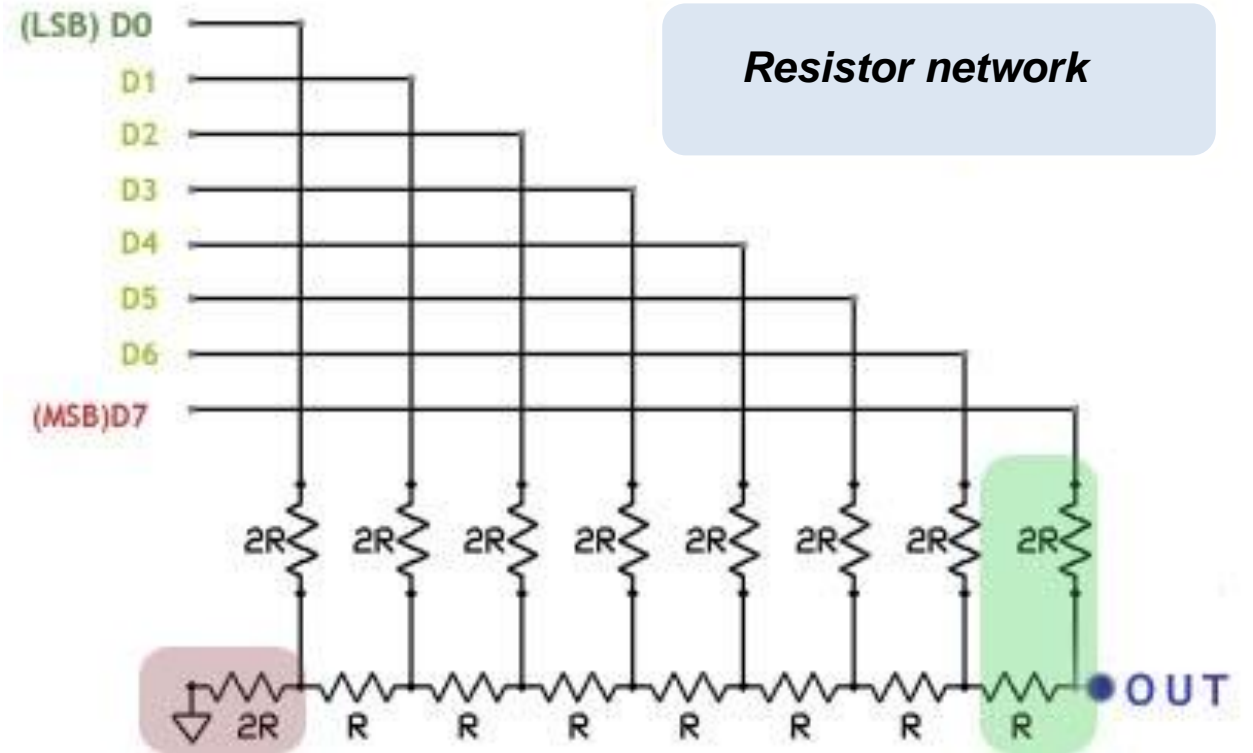 (LSB) D0
Resistor network
D1
D2
D3
D4
D5
D6
(MSB)D7
2R 2R 2R 2R 2R 2R 2R 2R
OUT
2R R R R R R R R